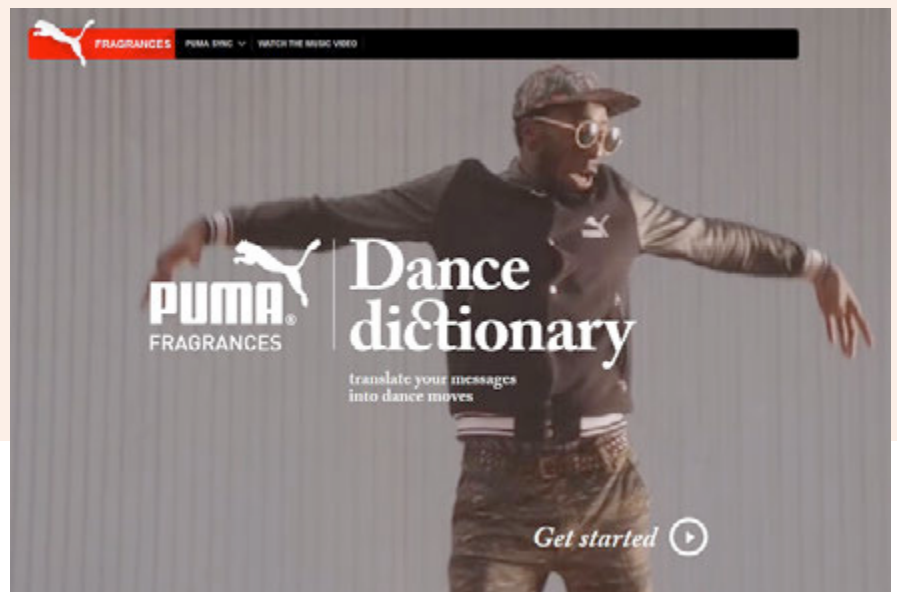 FRAGRANCES PUMA SYNC WATCH THE MUSIC VIDEO
PUMA®
FRAGRANCES
Dance
dictionary
translate your messages
into dance moves
Get started